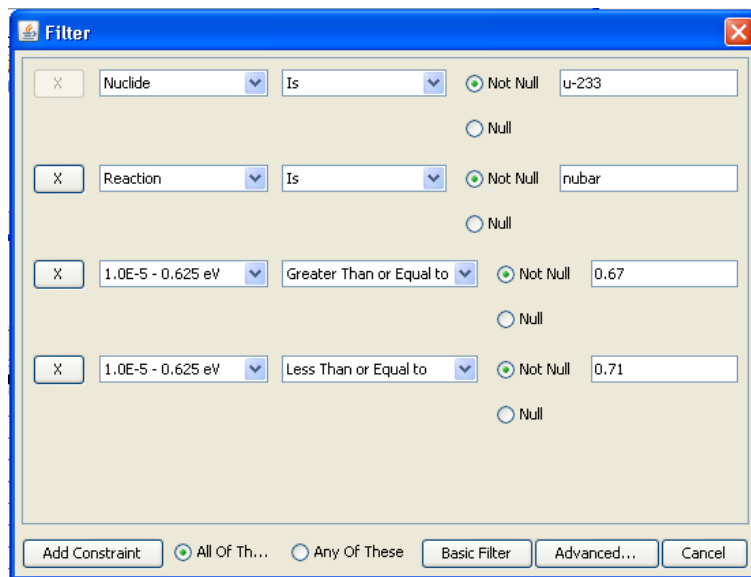 Filter
X Nuclide Is Not Null u-233
Null
X Reaction Is Not Null nubar
Null
X 1.0E-5 - 0.625 eV Greater Than or Equal to Not Null 0.67
Null
X 1.0E-5 - 0.625 eV Less Than or Equal to Not Null 0.71
Null
Add Constraint All Of Th... Any Of These Basic Filter Advanced... Cancel